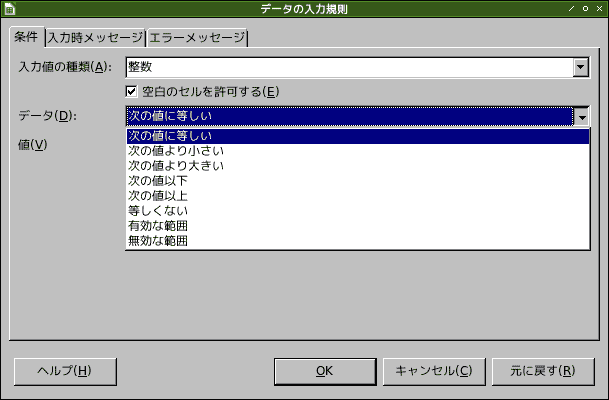 データの入力規則
条件 入力時メッセージ エラーメッセージ
入力値の種類(A): 整数
空白のセルを許可する(E)
データ(D): 次の値に等しい
値(V) 次の値に等しい
次の値より小さい
次の値より大きい
次の値以下
次の値以上
等しくない
有効な範囲
無効な範囲
ヘルプ(H) OK キャンセル(C) 元に戻す(R)